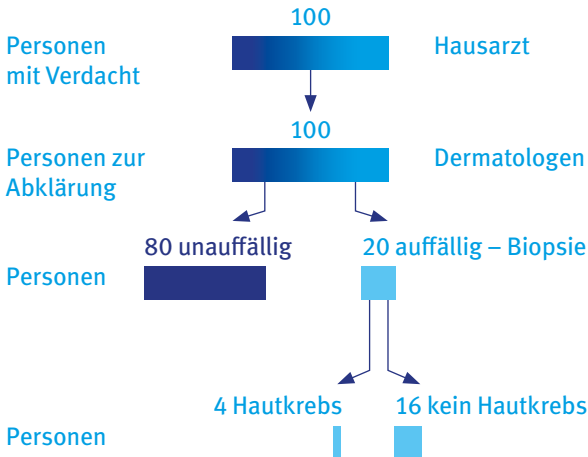 100
Personen
mit Verdacht
Hausarzt
100
Personen zur
Abklärung
Dermatologen
80 unauffällig
20 auffällig – Biopsie
Personen
4 Hautkrebs
16 kein Hautkrebs
Personen